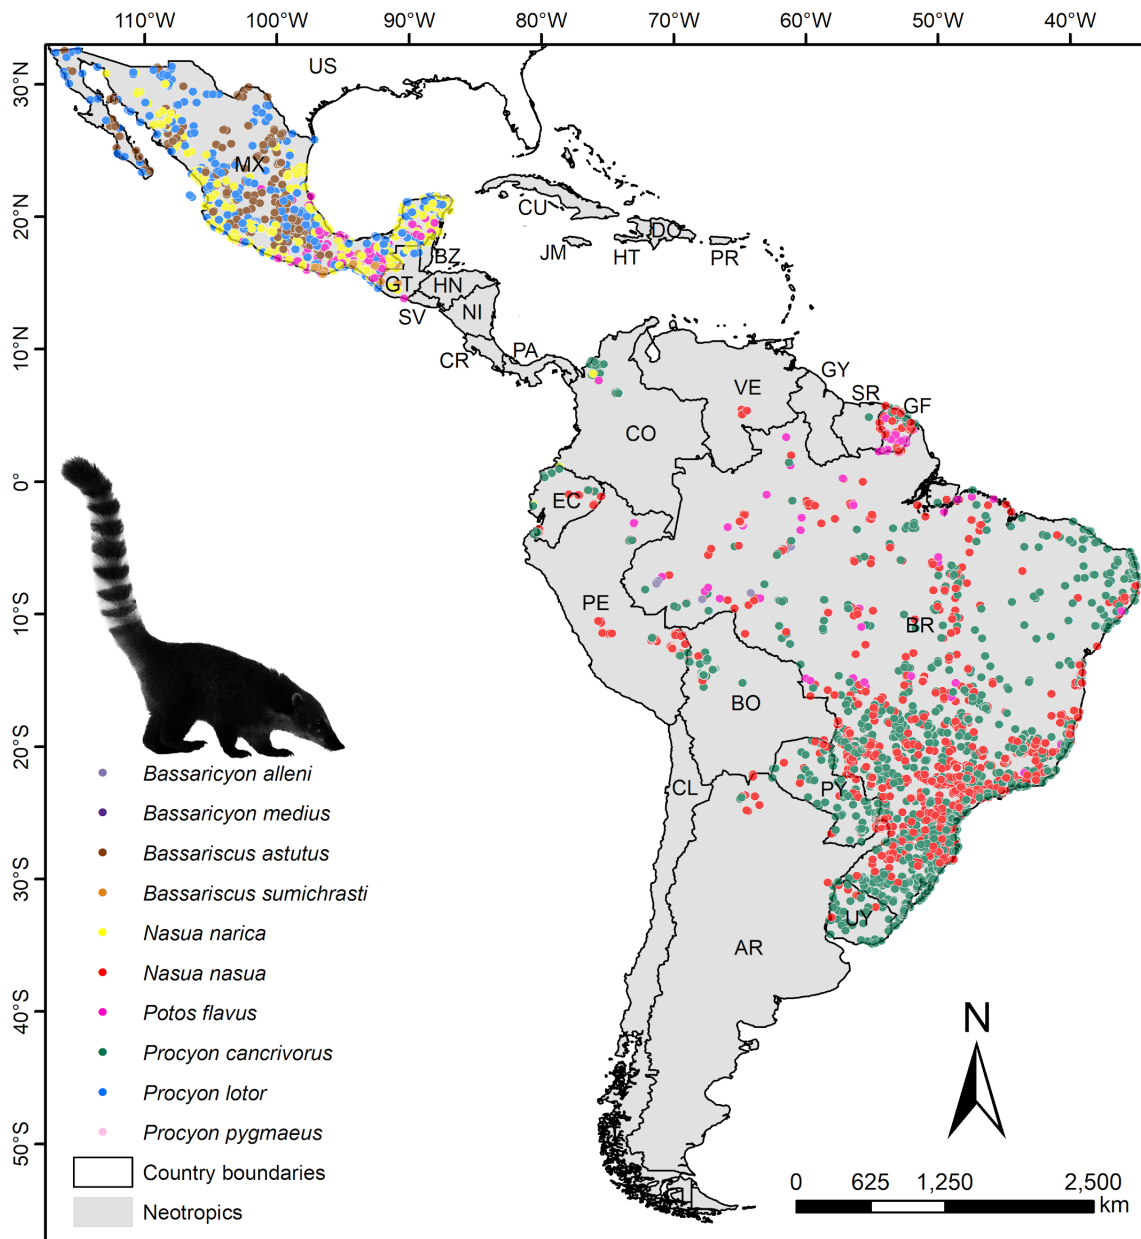 110°W 100°W 90°W 80°W 70°W 60°W 50°W 40°W
30°N
20°N
10°N
0°
10°S
20°S
30°S
40°S
50°S
US
MX
CU
DO
JM
HT
PR
BZ
GT
HN
SV
NI
CR
PA
VE
GY
SR
GF
CO
EC
PE
BR
BO
CL
PY
UY
AR
Bassaricyon alleni
Bassaricyon medius
Bassariscus astutus
Bassariscus sumichrasti
Nasua narica
Nasua nasua
Potos flavus
Procyon cancrivorus
Procyon lotor
Procyon pygmaeus
Country boundaries
Neotropics
N
0 625 1,250 2,500
km